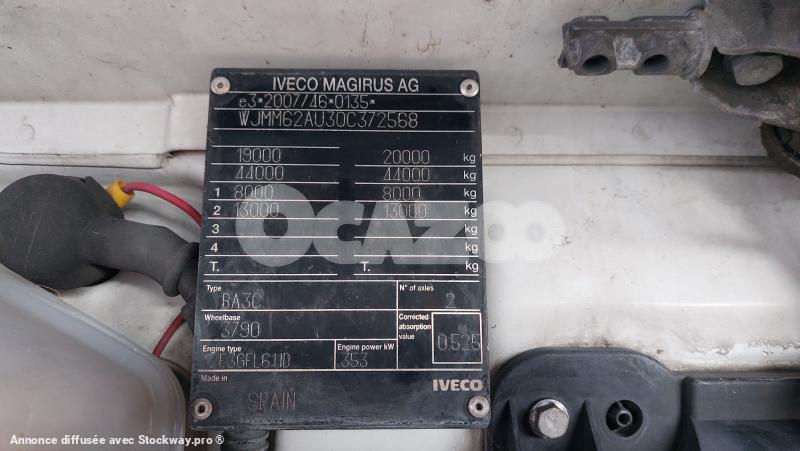 IVECO MAGIRUS AG
e3*2007/46*0135*
WJMM62AU30C372568
19000 20000 kg
44000 44000 kg
1 8000 8000 kg
2 13000 13000 kg
3 kg
4 kg
T. T. kg
OCAZOO
Type N° of axles
BA3C 2
Wheelbase Corrected absorption value
3790 0.525
Engine type Engine power kW
F3GFL611D 353
Made in IVECO
SPAIN
Annonce diffusée avec Stockway.pro ®